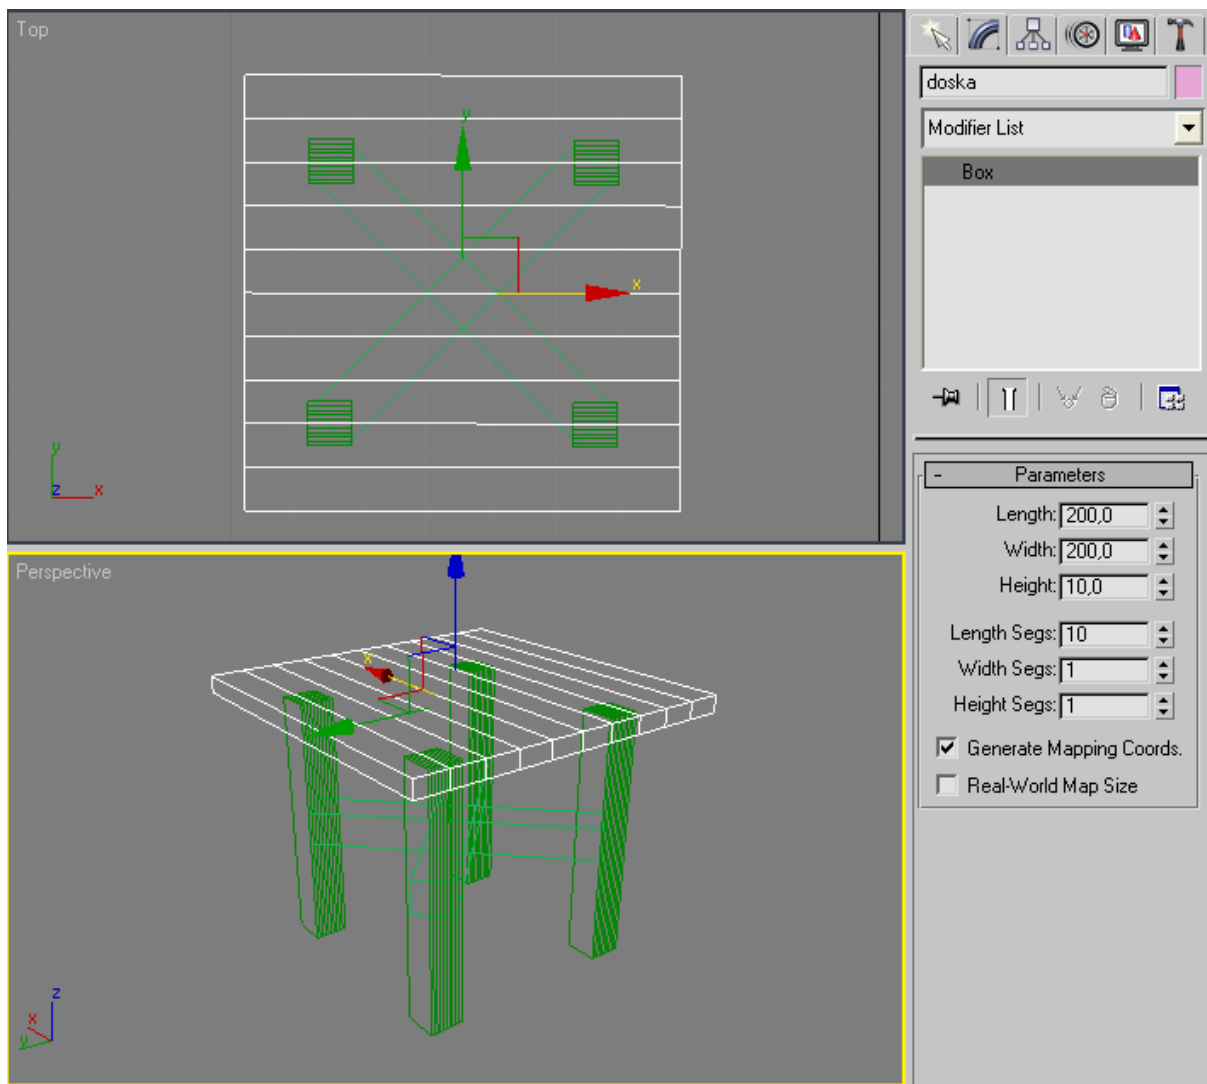 Top
y
x
y
z
x
Perspective
x
z
x
y
doska
Modifier List
Box
- Parameters
Length: 200,0
Width: 200,0
Height: 10,0
Length Segs: 10
Width Segs: 1
Height Segs: 1
Generate Mapping Coords.
Real-World Map Size